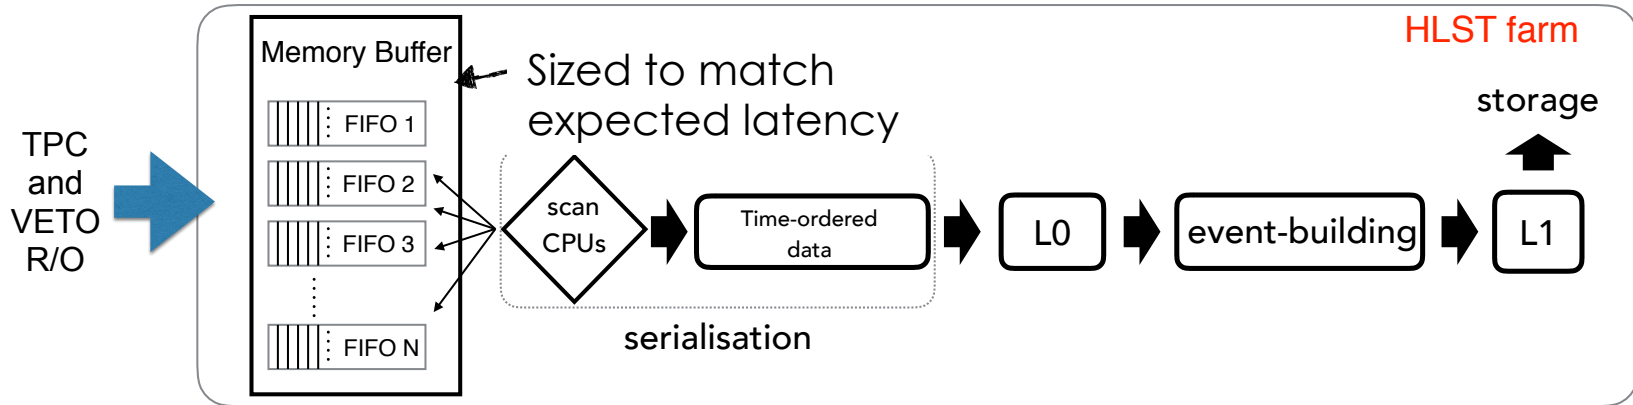 HLST farm
Memory Buffer
Sized to match
expected latency
storage
TPC
and
VETO
R/O
FIFO 1
FIFO 2
FIFO 3
FIFO N
scan
CPUs
Time-ordered
data
L0
event-building
L1
serialisation